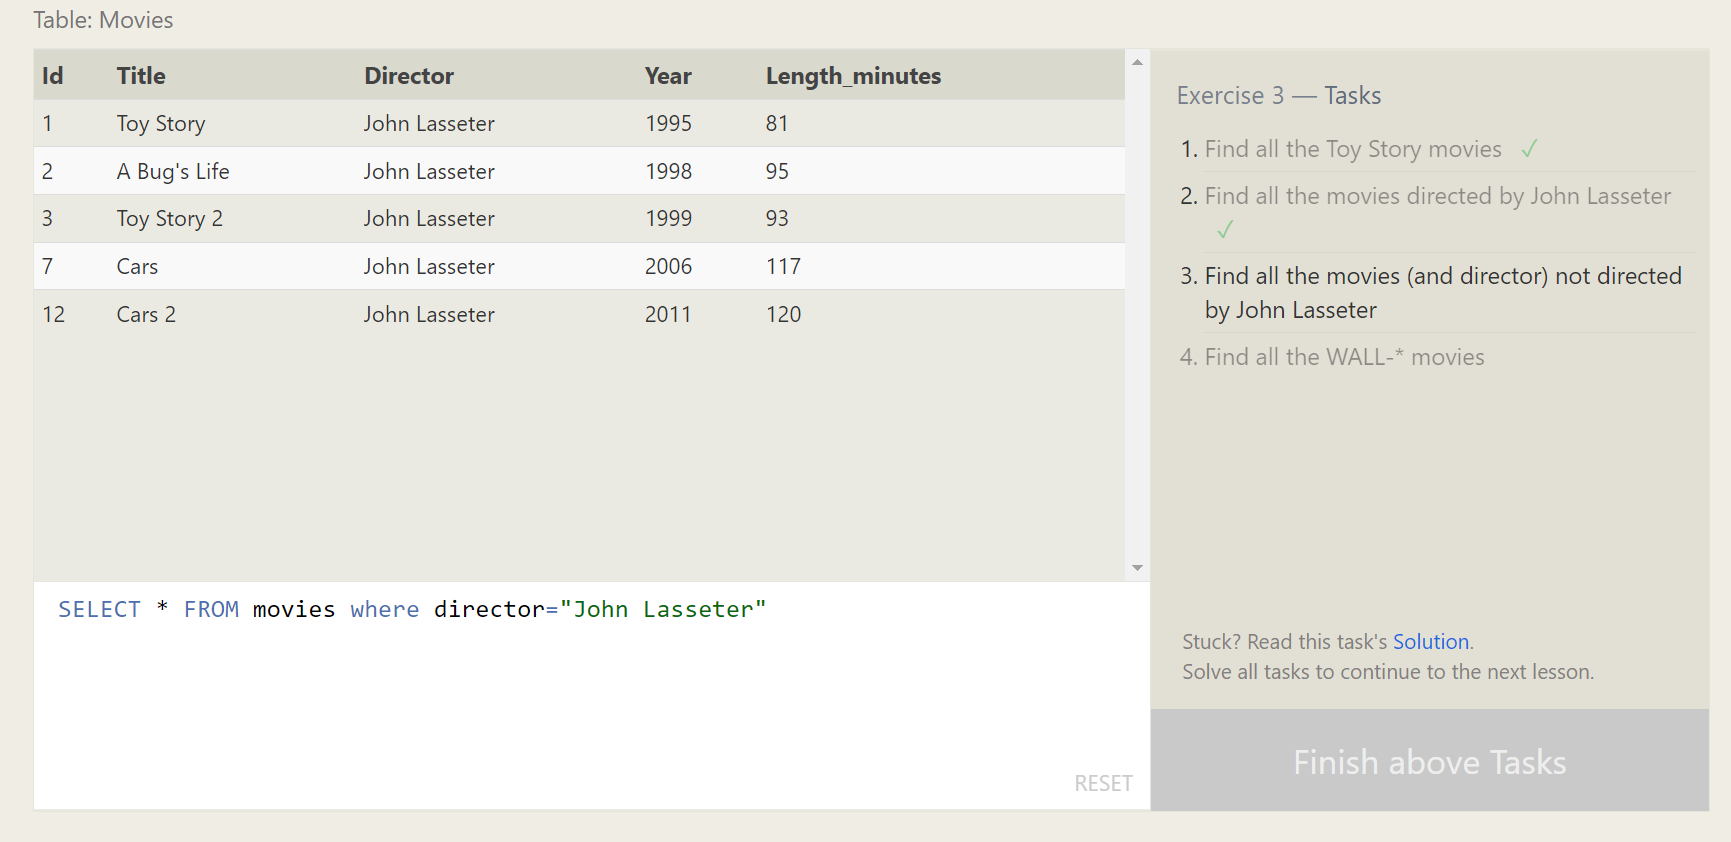 Table: Movies
Id Title Director Year Length_minutes
1 Toy Story John Lasseter 1995 81
2 A Bug's Life John Lasseter 1998 95
3 Toy Story 2 John Lasseter 1999 93
7 Cars John Lasseter 2006 117
12 Cars 2 John Lasseter 2011 120
SELECT * FROM movies where director="John Lasseter"
RESET
Exercise 3 — Tasks
1. Find all the Toy Story movies ✓
2. Find all the movies directed by John Lasseter
✓
3. Find all the movies (and director) not directed
by John Lasseter
4. Find all the WALL-* movies
Stuck? Read this task's Solution.
Solve all tasks to continue to the next lesson.
Finish above Tasks